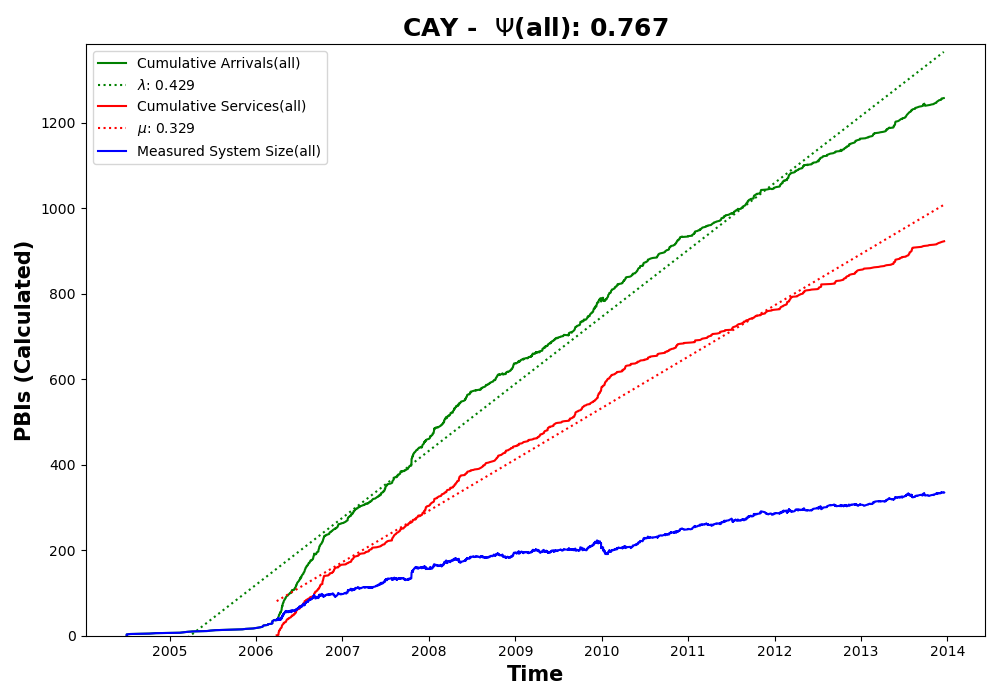 CAY - Ψ(all): 0.767
Cumulative Arrivals(all)
λ: 0.429
Cumulative Services(all)
μ: 0.329
Measured System Size(all)
PBIs (Calculated)
1200
1000
800
600
400
200
0
2005 2006 2007 2008 2009 2010 2011 2012 2013 2014
Time